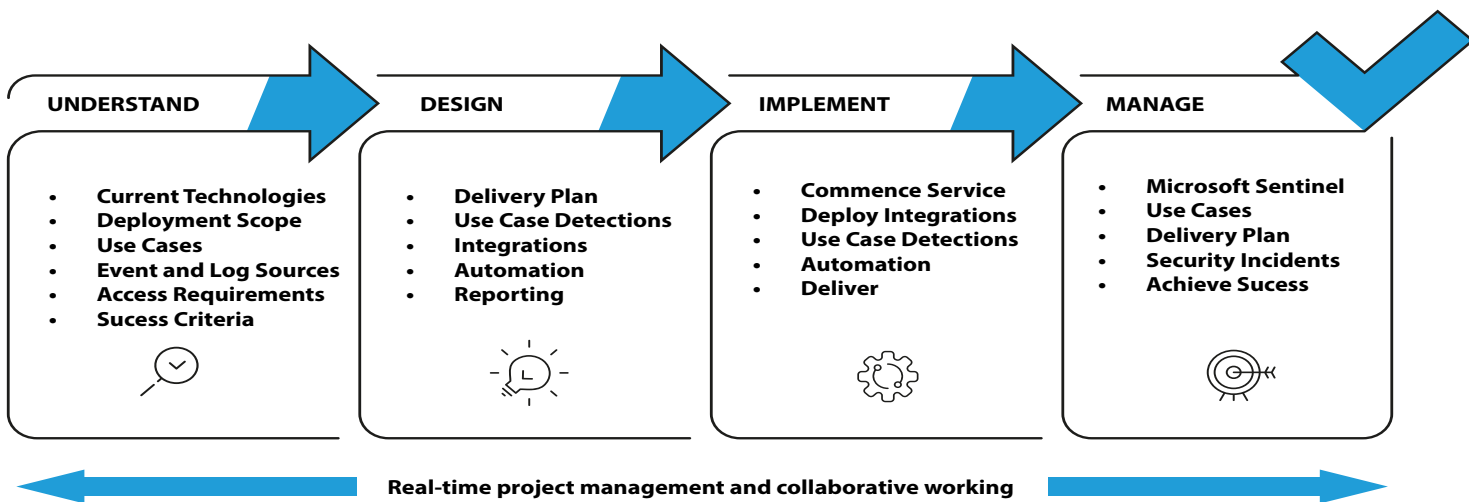 UNDERSTAND
• Current Technologies
• Deployment Scope
• Use Cases
• Event and Log Sources
• Access Requirements
• Sucess Criteria
DESIGN
• Delivery Plan
• Use Case Detections
• Integrations
• Automation
• Reporting
IMPLEMENT
• Commence Service
• Deploy Integrations
• Use Case Detections
• Automation
• Deliver
MANAGE
• Microsoft Sentinel
• Use Cases
• Delivery Plan
• Security Incidents
• Achieve Sucess
Real-time project management and collaborative working